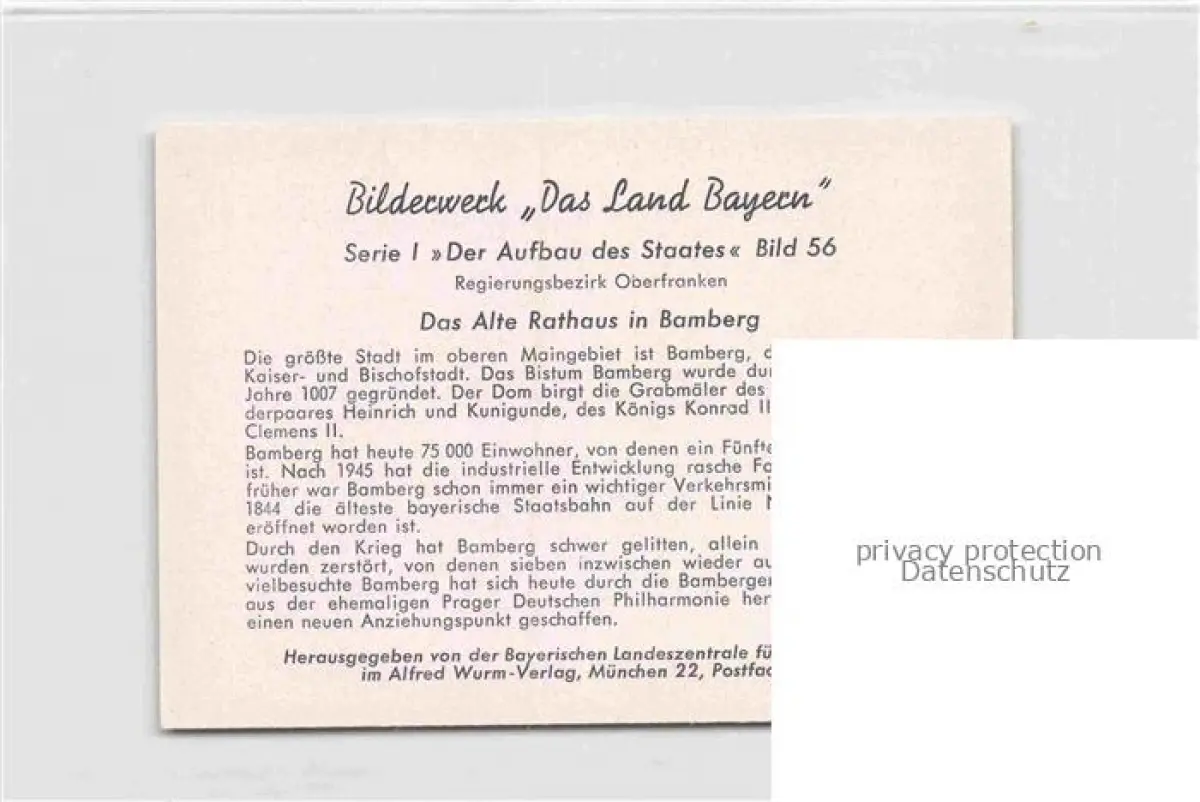 Bilderwerk „Das Land Bayern“
Serie I »Der Aufbau des Staates« Bild 56
Regierungsbezirk Oberfranken
Das Alte Rathaus in Bamberg
Die größte Stadt im oberen Maingebiet ist Bamberg,
Kaiser- und Bischofstadt. Das Bistum Bamberg wurde
Jahre 1007 gegründet. Der Dom birgt die Grabmäler des
derpaares Heinrich und Kunigunde, des Königs Konrad
Clemens II.
Bamberg hat heute 75 000 Einwohner, von denen ein
ist. Nach 1945 hat die industrielle Entwicklung rasche
früher war Bamberg schon immer ein wichtiger
1844 die älteste bayerische Staatsbahn auf der Linie
eröffnet worden ist.
Durch den Krieg hat Bamberg schwer gelitten, allein
wurden zerstört, von denen sieben inzwischen wieder
vielbesuchte Bamberg hat sich heute durch die
aus der ehemaligen Prager Deutschen Philharmonie
einen neuen Anziehungspunkt geschaffen.
Herausgegeben von der Bayerischen Landeszentrale
im Alfred Wurm-Verlag, München 22,
privacy protection
Datenschutz